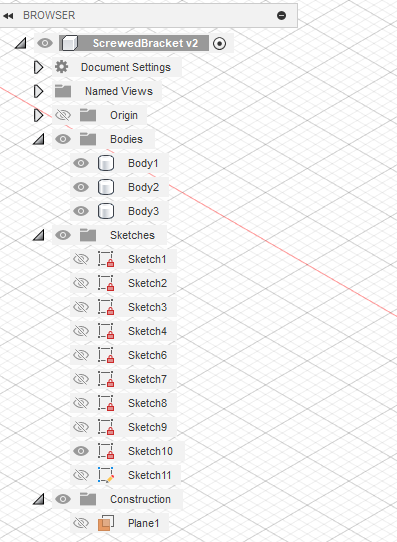 BROWSER
ScrewedBracket v2
Document Settings
Named Views
Origin
Bodies
Body1
Body2
Body3
Sketches
Sketch1
Sketch2
Sketch3
Sketch4
Sketch6
Sketch7
Sketch8
Sketch9
Sketch10
Sketch11
Construction
Plane1